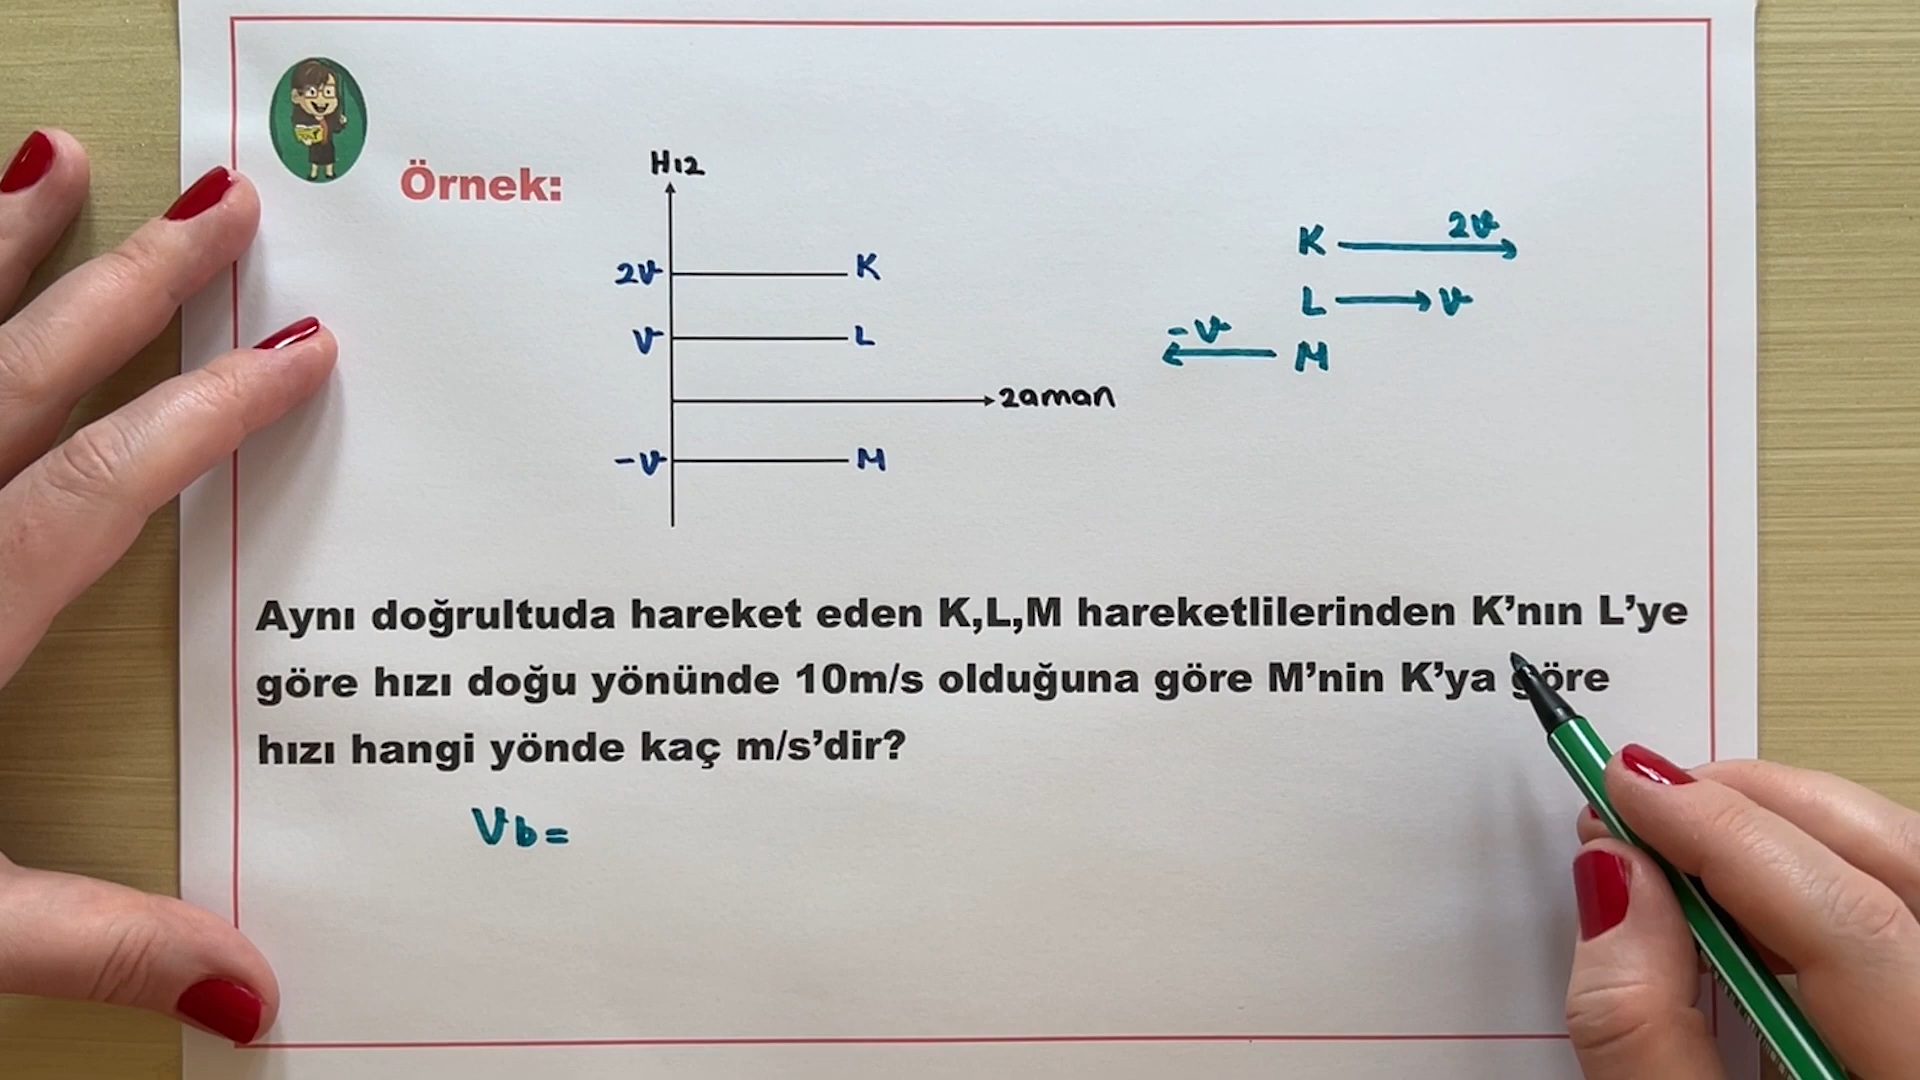 Örnek:
Hız
2v K
v L
zaman
-v M
K 2v
L v
-v M
Aynı doğrultuda hareket eden K,L,M hareketlilerinden K’nın L’ye
göre hızı doğu yönünde 10m/s olduğuna göre M’nin K’ya göre
hızı hangi yönde kaç m/s’dir?
Vb=